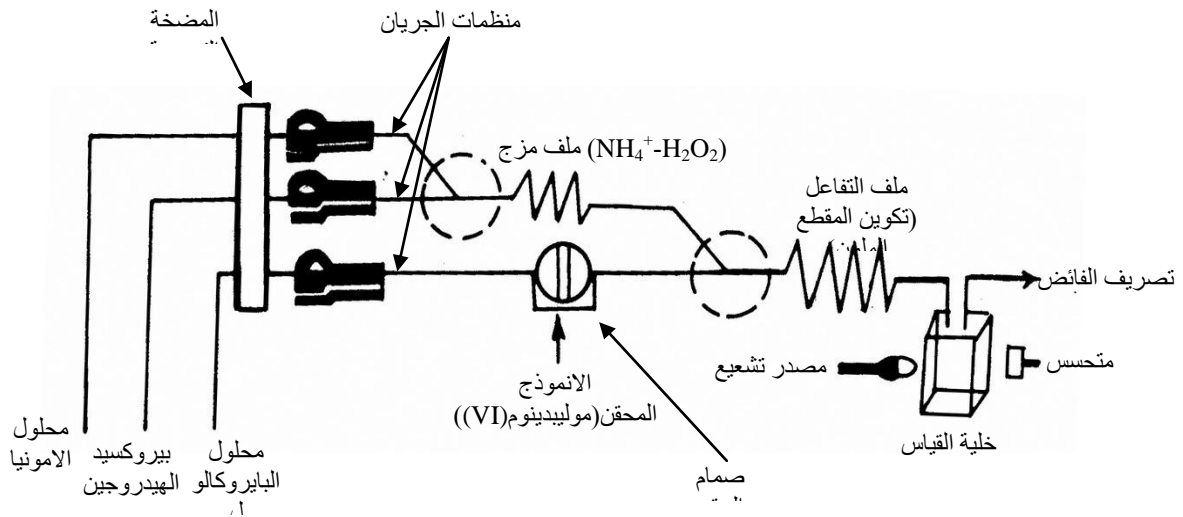 المضخة
منظمات الجريان
ملف مزج (NH₄⁺-H₂O₂)
ملف التفاعل
(تكوين المقطع
تصريف الفائض
متحسس
مصدر تشعيع
خلية القياس
الانموذج
المحقن(موليبدينوم(VI))
صمام
محلول
الامونيا
بيروكسيد
الهيدروجين
محلول
البايروكالو
ل